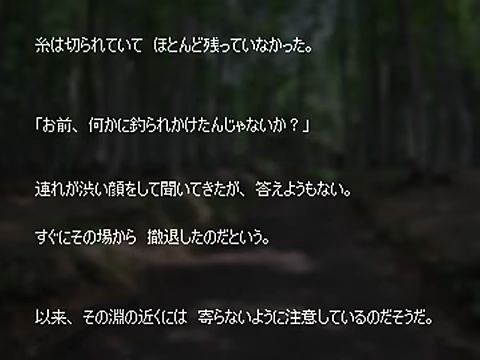 糸は切られていて　ほとんど残っていなかった。
「お前、何かに釣られかけたんじゃないか？」
連れが渋い顔をして聞いてきたが、答えようもない。
すぐにその場から　撤退したのだという。
以来、その淵の近くには　寄らないように注意しているのだそうだ。